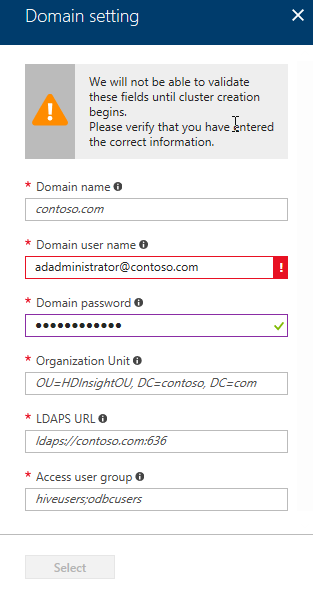 Domain setting
We will not be able to validate
these fields until cluster creation
begins.
Please verify that you have entered
the correct information.
* Domain name
contoso.com
* Domain user name
adadministrator@contoso.com
* Domain password
••••••••••••
* Organization Unit
OU=HDInsightOU, DC=contoso, DC=com
* LDAPS URL
ldaps://contoso.com:636
* Access user group
hiveusers;odbcusers
Select